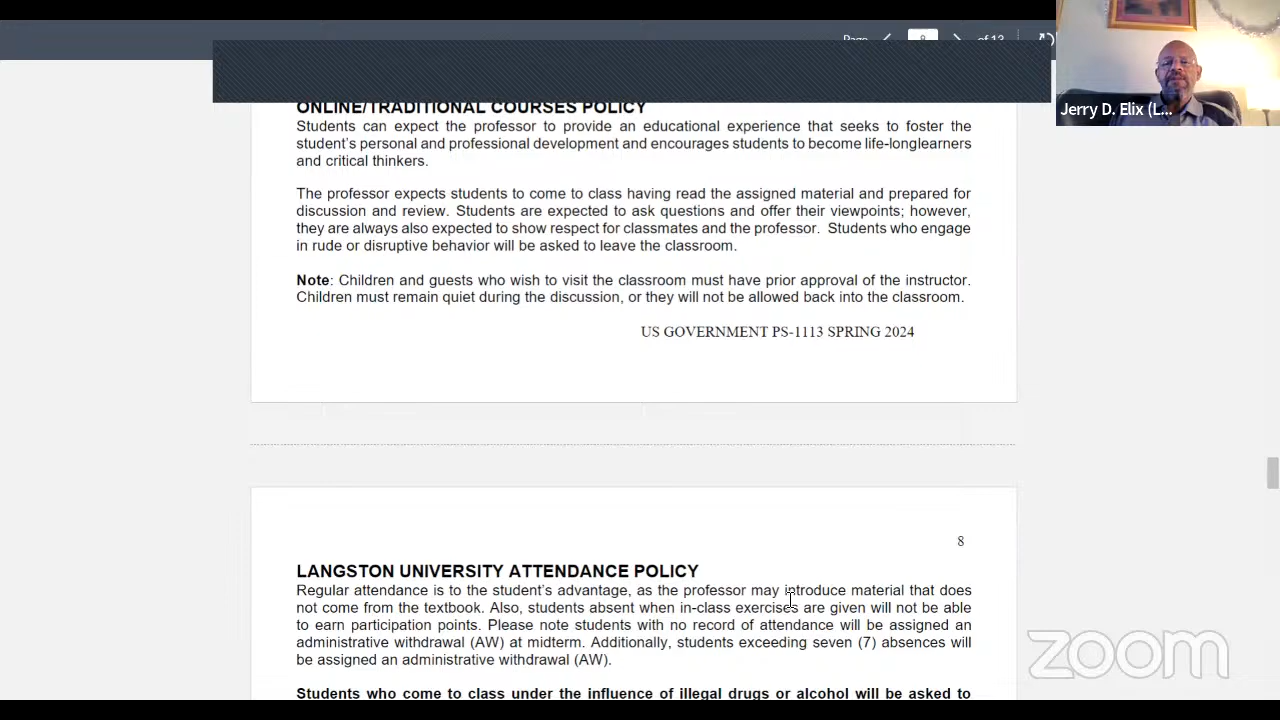 Page 8 of 13
Jerry D. Elix (L...
ONLINE/TRADITIONAL COURSES POLICY
Students can expect the professor to provide an educational experience that seeks to foster the
student's personal and professional development and encourages students to become life-longlearners
and critical thinkers.
The professor expects students to come to class having read the assigned material and prepared for
discussion and review. Students are expected to ask questions and offer their viewpoints; however,
they are always also expected to show respect for classmates and the professor. Students who engage
in rude or disruptive behavior will be asked to leave the classroom.
Note: Children and guests who wish to visit the classroom must have prior approval of the instructor.
Children must remain quiet during the discussion, or they will not be allowed back into the classroom.
US GOVERNMENT PS-1113 SPRING 2024
8
LANGSTON UNIVERSITY ATTENDANCE POLICY
Regular attendance is to the student's advantage, as the professor may introduce material that does
not come from the textbook. Also, students absent when in-class exercises are given will not be able
to earn participation points. Please note students with no record of attendance will be assigned an
administrative withdrawal (AW) at midterm. Additionally, students exceeding seven (7) absences will
be assigned an administrative withdrawal (AW).
Students who come to class under the influence of illegal drugs or alcohol will be asked to
zoom